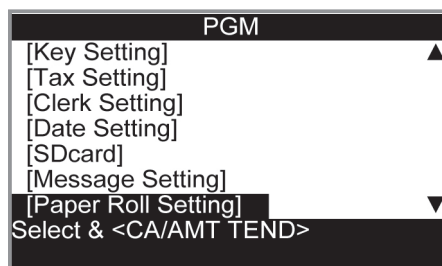 PGM
[Key Setting]
[Tax Setting]
[Clerk Setting]
[Date Setting]
[SDcard]
[Message Setting]
[Paper Roll Setting]
Select & <CA/AMT TEND>